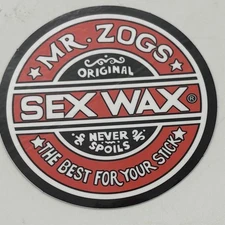 MR. ZOGS
ORIGINAL
SEX WAX®
NEVER
SPOILS
THE BEST FOR YOUR STICK